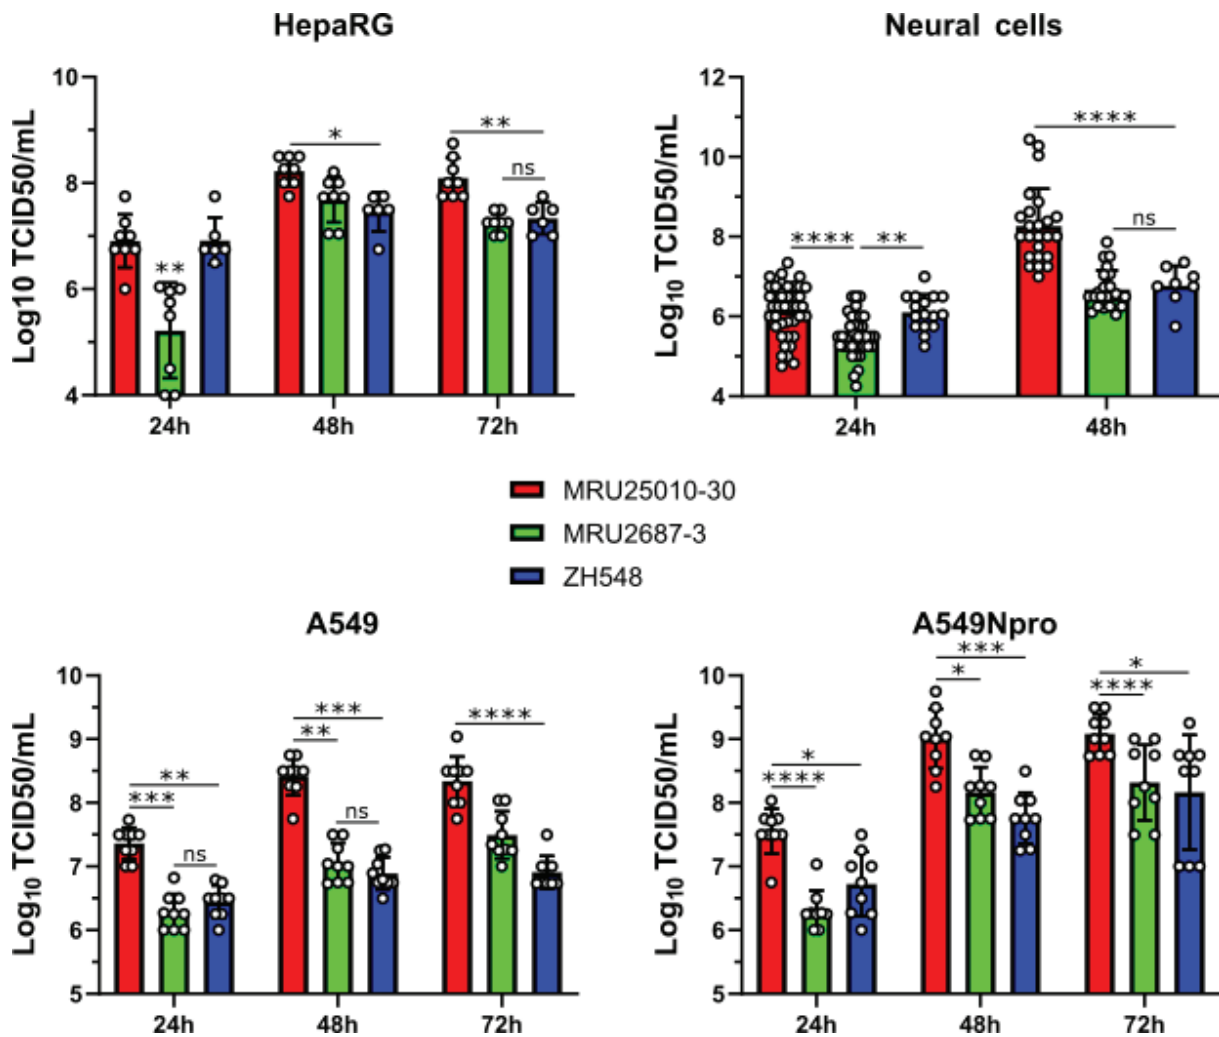 HepaRG
Log10 TCID50/mL
10
8
6
4
**
*
**
ns
24h
48h
72h
Neural cells
Log10 TCID50/mL
12
10
8
6
4
****
**
****
ns
24h
48h
MRU25010-30
MRU2687-3
ZH548
A549
Log10 TCID50/mL
10
9
8
7
6
5
**
***
ns
***
**
ns
****
24h
48h
72h
A549Npro
Log10 TCID50/mL
10
9
8
7
6
5
*
****
***
*
*
****
24h
48h
72h